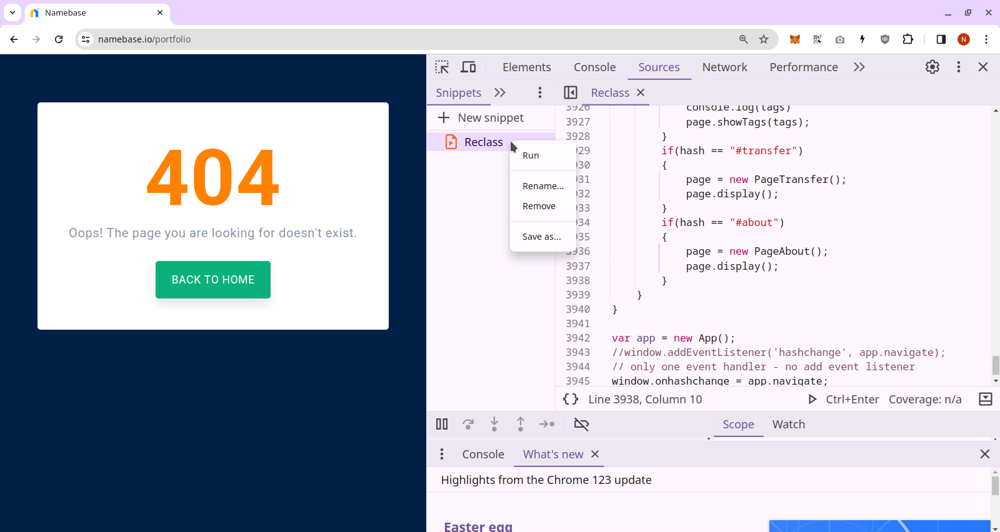 Namebase
namebase.io/portfolio
N
404
Oops! The page you are looking for doesn't exist.
BACK TO HOME
Elements Console Sources Network Performance
Snippets
New snippet
Reclass
Run
Rename...
Remove
Save as...
Reclass
3926 console.log(tags)
3927 page.showTags(tags);
3928 }
29 if(hash == "#transfer")
30 {
31 page = new PageTransfer();
32 page.display();
33 }
34 if(hash == "#about")
35 {
3936 page = new PageAbout();
3937 page.display();
3938 }
3939 }
3940 }
3941
3942 var app = new App();
3943 //window.addEventListener('hashchange', app.navigate);
3944 // only one event handler - no add event listener
3945 window.onhashchange = app.navigate;
{} Line 3938, Column 10 Ctrl+Enter Coverage: n/a
Scope Watch
Console What's new
Highlights from the Chrome 123 update
Easter egg